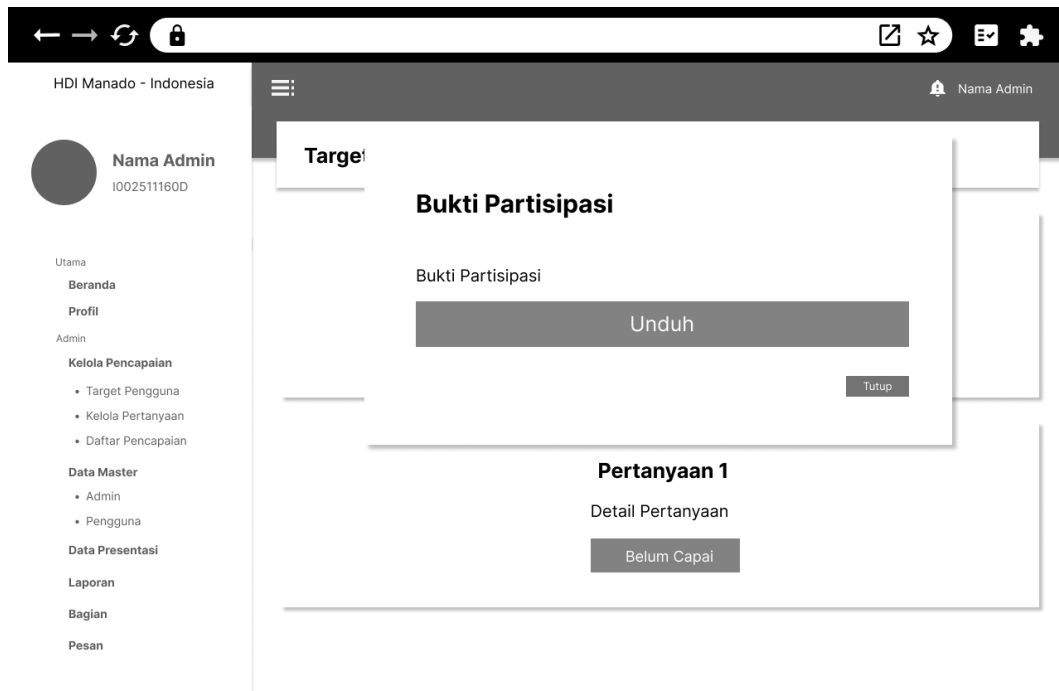 HDI Manado - Indonesia
Nama Admin
Nama Admin
I002511160D
Target
Bukti Partisipasi
Bukti Partisipasi
Unduh
Tutup
Utama
Beranda
Profil
Admin
Kelola Pencapaian
• Target Pengguna
• Kelola Pertanyaan
• Daftar Pencapaian
Data Master
• Admin
• Pengguna
Data Presentasi
Laporan
Bagian
Pesan
Pertanyaan 1
Detail Pertanyaan
Belum Capai